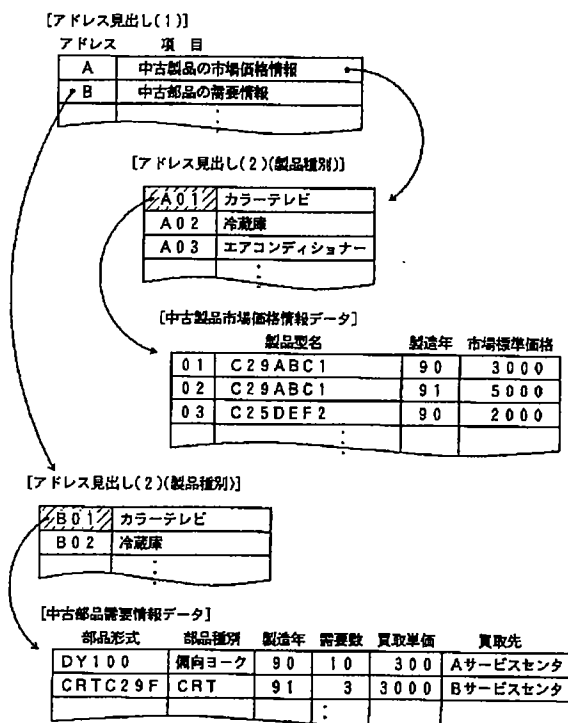 [アドレス見出し(1)]
アドレス 項 目
A 中古製品の市場価格情報
B 中古部品の需要情報
[アドレス見出し(2)(製品種別)]
A01 カラーテレビ
A02 冷蔵庫
A03 エアコンディショナー
[中古製品市場価格情報データ]
製品型名 製造年 市場標準価格
01 C29ABC1 90 3000
02 C29ABC1 91 5000
03 C25DEF2 90 2000
[アドレス見出し(2)(製品種別)]
B01 カラーテレビ
B02 冷蔵庫
[中古部品需要情報データ]
部品形式 部品種別 製造年 需要数 買取単価 買取先
DY100 偏向ヨーク 90 10 300 Aサービスセンタ
CRTC29F CRT 91 3 3000 Bサービスセンタ